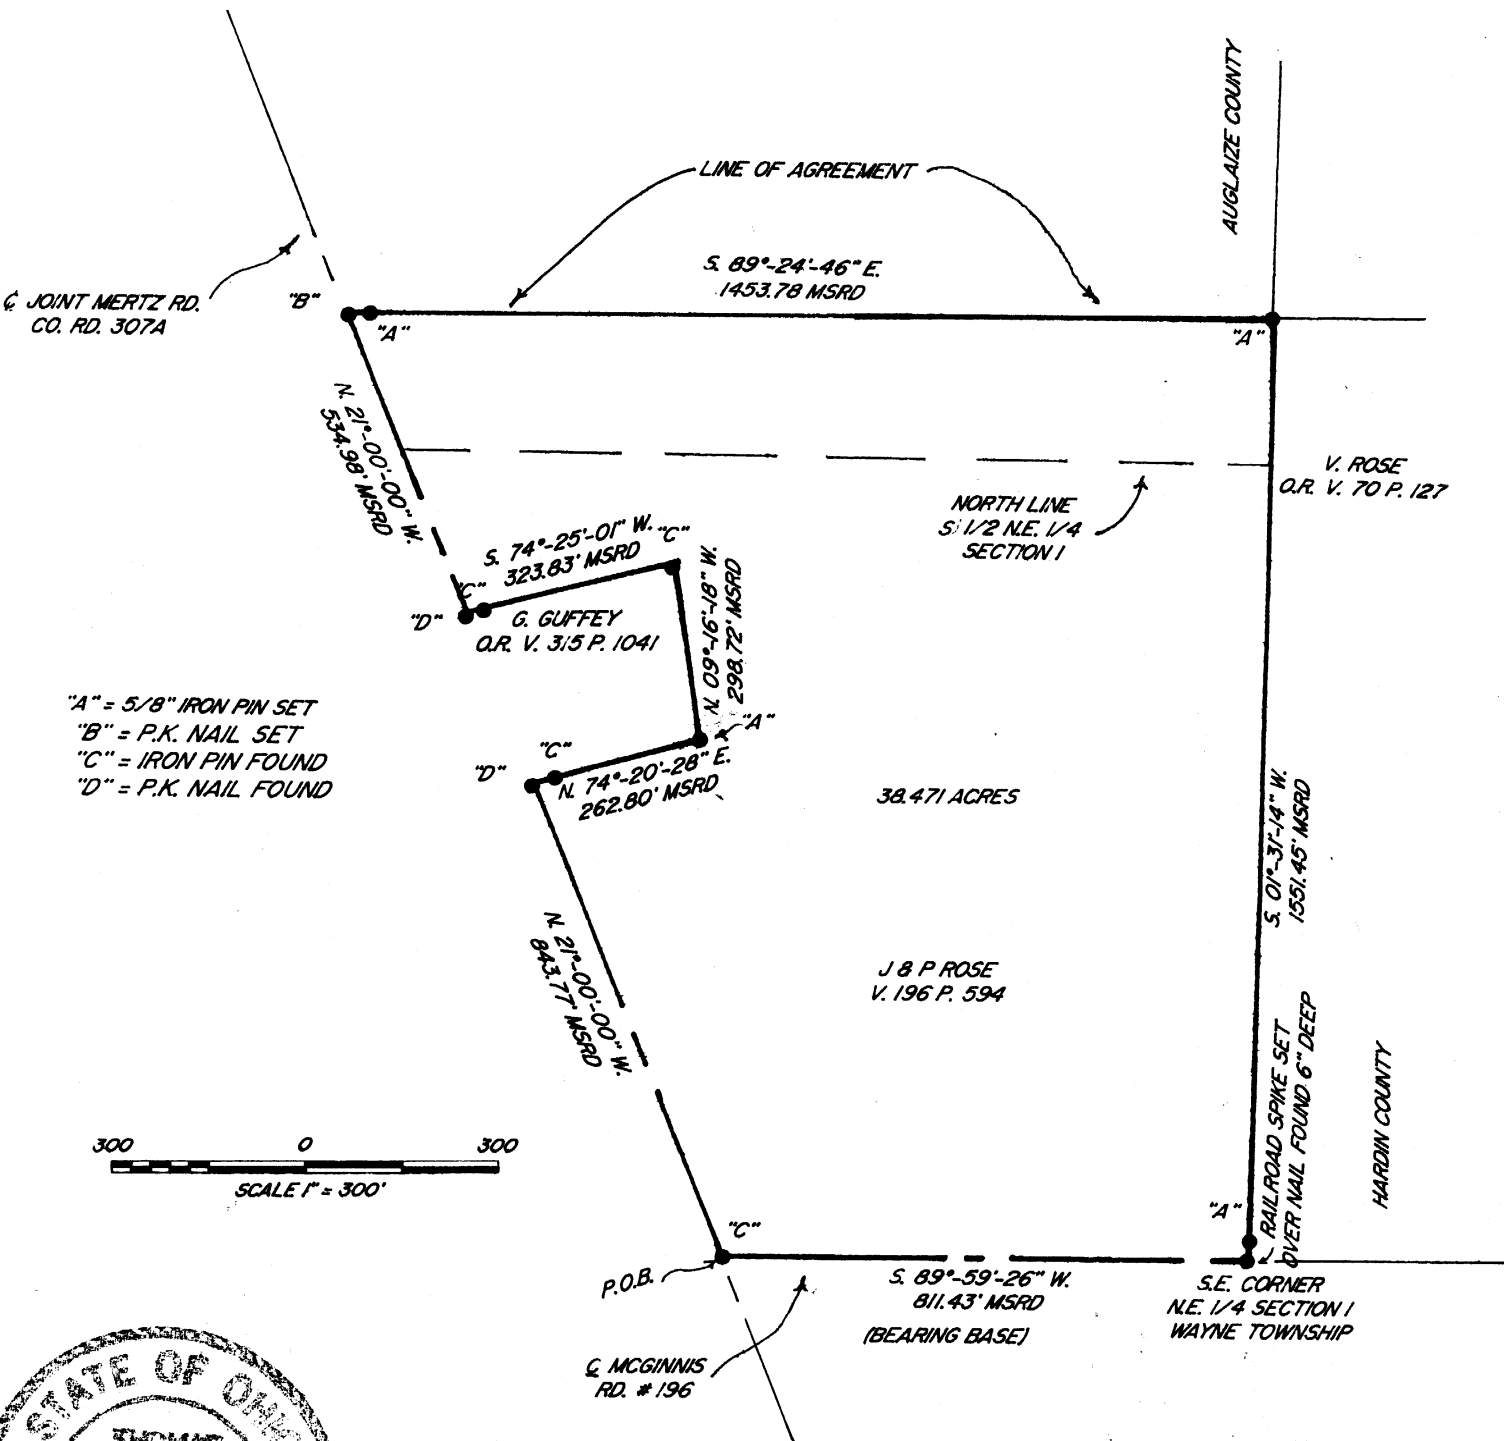 AUGLAIZE COUNTY
LINE OF AGREEMENT
S. 89°-24'-46" E.
1453.78 MSRD
"B"
℄ JOINT MERTZ RD.
CO. RD. 307A
"A"
"A"
N. 21°-00'-00" W.
534.98' MSRD
V. ROSE
O.R. V. 70 P. 127
NORTH LINE
S. 1/2 N.E. 1/4
SECTION 1
S. 74°-25'-01" W.
323.83' MSRD
"C"
"C"
"D"
G. GUFFEY
O.R. V. 315 P. 1041
N. 09°-16'-18" W.
298.72' MSRD
"A" = 5/8" IRON PIN SET
"B" = P.K. NAIL SET
"C" = IRON PIN FOUND
"D" = P.K. NAIL FOUND
"A"
"C"
"D"
N. 74°-20'-28" E.
262.80' MSRD
38.471 ACRES
S. 01°-31'-14" W.
1551.45' MSRD
N. 21°-00'-00" W.
843.77' MSRD
J & P ROSE
V. 196 P. 594
RAILROAD SPIKE SET
OVER NAIL FOUND 6" DEEP
HARDIN COUNTY
300 0 300
SCALE 1" = 300'
"A"
"C"
P.O.B.
S. 89°-59'-26" W.
811.43' MSRD
(BEARING BASE)
S.E. CORNER
N.E. 1/4 SECTION 1
WAYNE TOWNSHIP
℄ MCGINNIS
RD. # 196
STATE OF OHIO
THOMAS